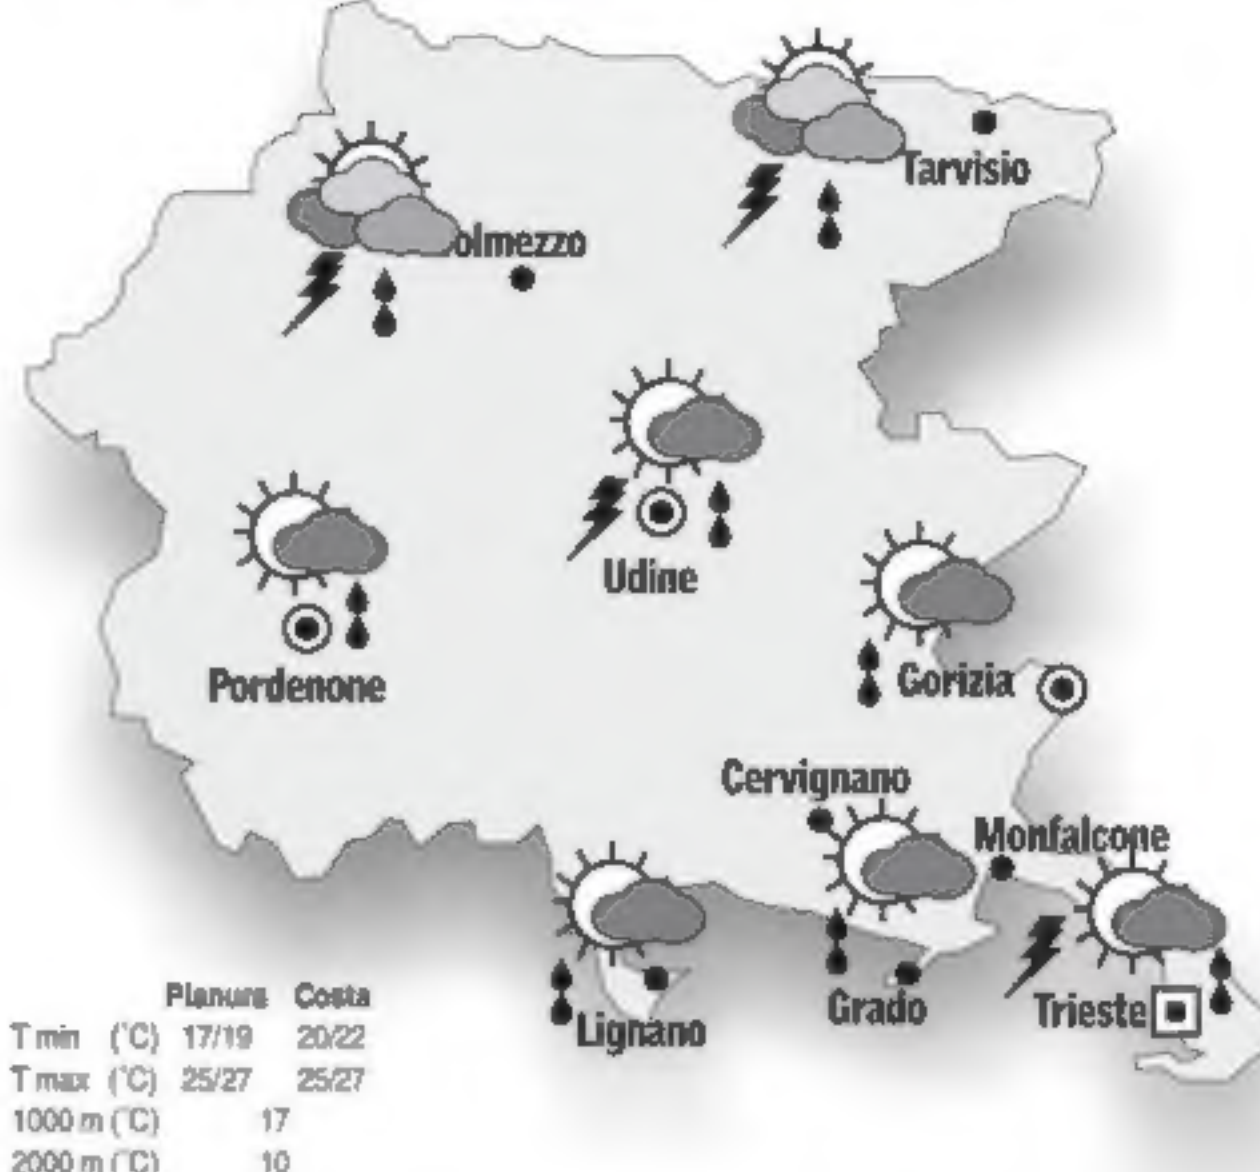 Tarvisio
olmezzo
Udine
Pordenone
Gorizia
Cervignano
Monfalcone
Lignano
Grado
Trieste
Pianura Costa
T min (°C) 17/19 20/22
T max (°C) 25/27 25/27
1000 m (°C) 17
2000 m (°C) 10